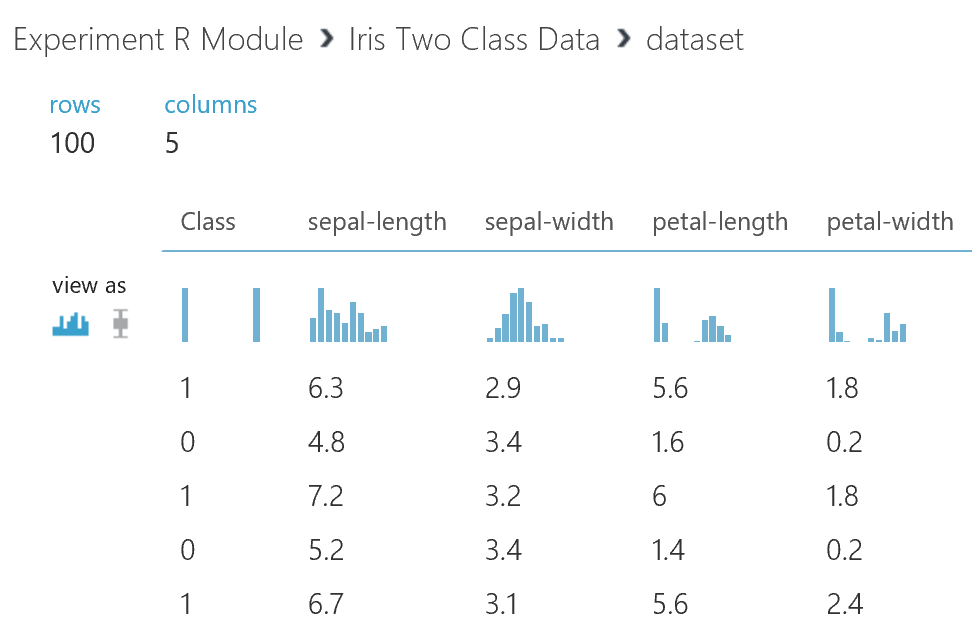 Experiment R Module > Iris Two Class Data > dataset
rows columns
100 5
Class sepal-length sepal-width petal-length petal-width
view as
1 6.3 2.9 5.6 1.8
0 4.8 3.4 1.6 0.2
1 7.2 3.2 6 1.8
0 5.2 3.4 1.4 0.2
1 6.7 3.1 5.6 2.4